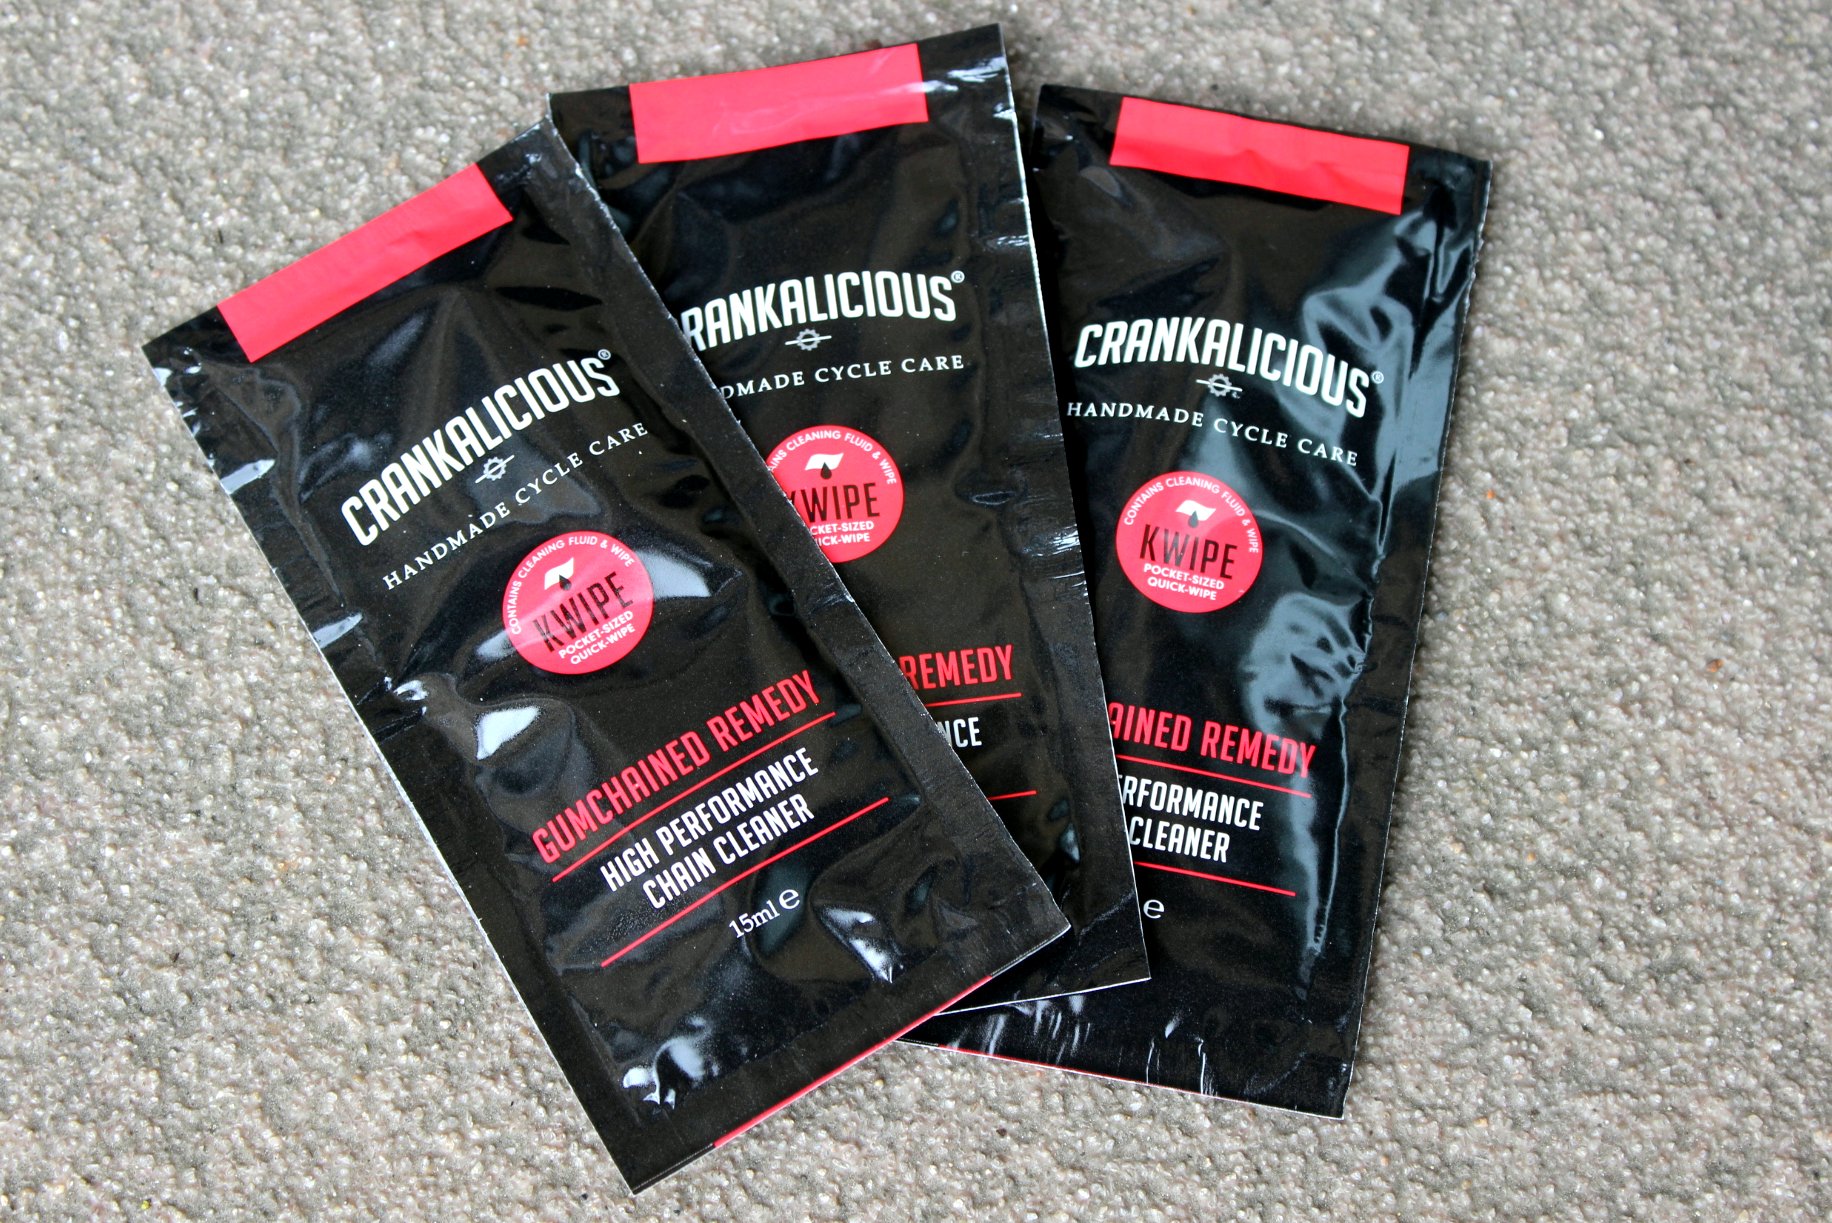 CRANKALICIOUS®
HANDMADE CYCLE CARE
CONTAINS CLEANING FLUID & WIPE
KWIPE
POCKET-SIZED
QUICK-WIPE
GUMCHAINED REMEDY
HIGH PERFORMANCE
CHAIN CLEANER
15ml e
RANKALICIOUS®
DMADE CYCLE CARE
AINS CLEANING FLUID & WIPE
KWIPE
CKET-SIZED
ICK-WIPE
REMEDY
NCE
CRANKALICIOUS®
HANDMADE CYCLE CARE
CONTAINS CLEANING FLUID & WIPE
KWIPE
POCKET-SIZED
QUICK-WIPE
AINED REMEDY
RFORMANCE
CLEANER
e